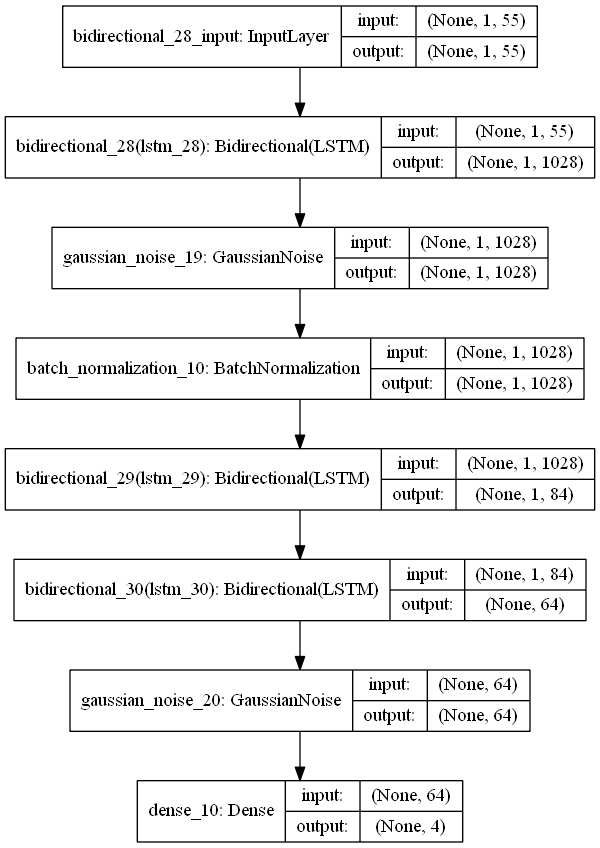 bidirectional_28_input: InputLayer
input: (None, 1, 55)
output: (None, 1, 55)
bidirectional_28(lstm_28): Bidirectional(LSTM)
input: (None, 1, 55)
output: (None, 1, 1028)
gaussian_noise_19: GaussianNoise
input: (None, 1, 1028)
output: (None, 1, 1028)
batch_normalization_10: BatchNormalization
input: (None, 1, 1028)
output: (None, 1, 1028)
bidirectional_29(lstm_29): Bidirectional(LSTM)
input: (None, 1, 1028)
output: (None, 1, 84)
bidirectional_30(lstm_30): Bidirectional(LSTM)
input: (None, 1, 84)
output: (None, 64)
gaussian_noise_20: GaussianNoise
input: (None, 64)
output: (None, 64)
dense_10: Dense
input: (None, 64)
output: (None, 4)